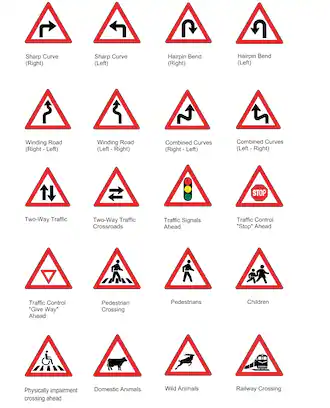 Sharp Curve
(Right)
Sharp Curve
(Left)
Hairpin Bend
(Right)
Hairpin Bend
(Left)
Winding Road
(Right - Left)
Winding Road
(Left - Right)
Combined Curves
(Right - Left)
Combined Curves
(Left - Right)
Two-Way Traffic
Two-Way Traffic
Crossroads
Traffic Signals
Ahead
STOP
Traffic Control
"Stop" Ahead
Traffic Control
"Give Way"
Ahead
Pedestrian
Crossing
Pedestrians
Children
Physically impairment
crossing ahead
Domestic Animals
Wild Animals
Railway Crossing